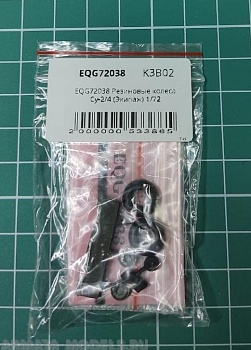 EQG72038 K3B02
EQG72038 Резиновые колеса
Су-2/4 (Экипаж) 1/72
2000000533865